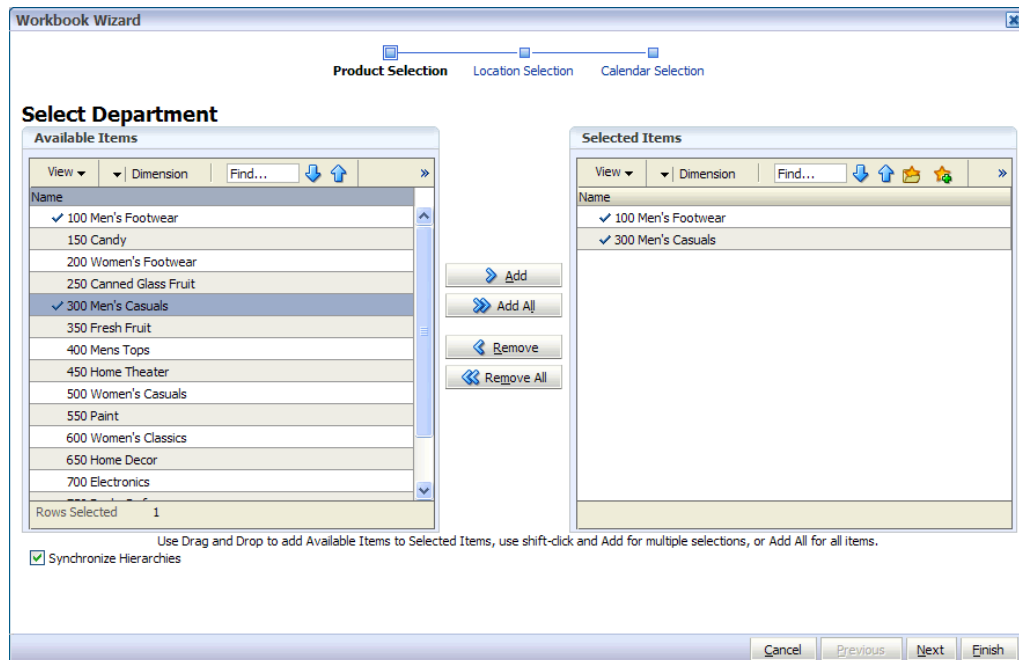 Workbook Wizard
Product Selection Location Selection Calendar Selection
Select Department
Available Items
View Dimension Find... »
Name
100 Men's Footwear
150 Candy
200 Women's Footwear
250 Canned Glass Fruit
300 Men's Casuals
350 Fresh Fruit
400 Mens Tops
450 Home Theater
500 Women's Casuals
550 Paint
600 Women's Classics
650 Home Decor
700 Electronics
Rows Selected 1
Add
Add All
Remove
Remove All
Selected Items
View Dimension Find... »
Name
100 Men's Footwear
300 Men's Casuals
Use Drag and Drop to add Available Items to Selected Items, use shift-click and Add for multiple selections, or Add All for all items.
Synchronize Hierarchies
Cancel Previous Next Finish